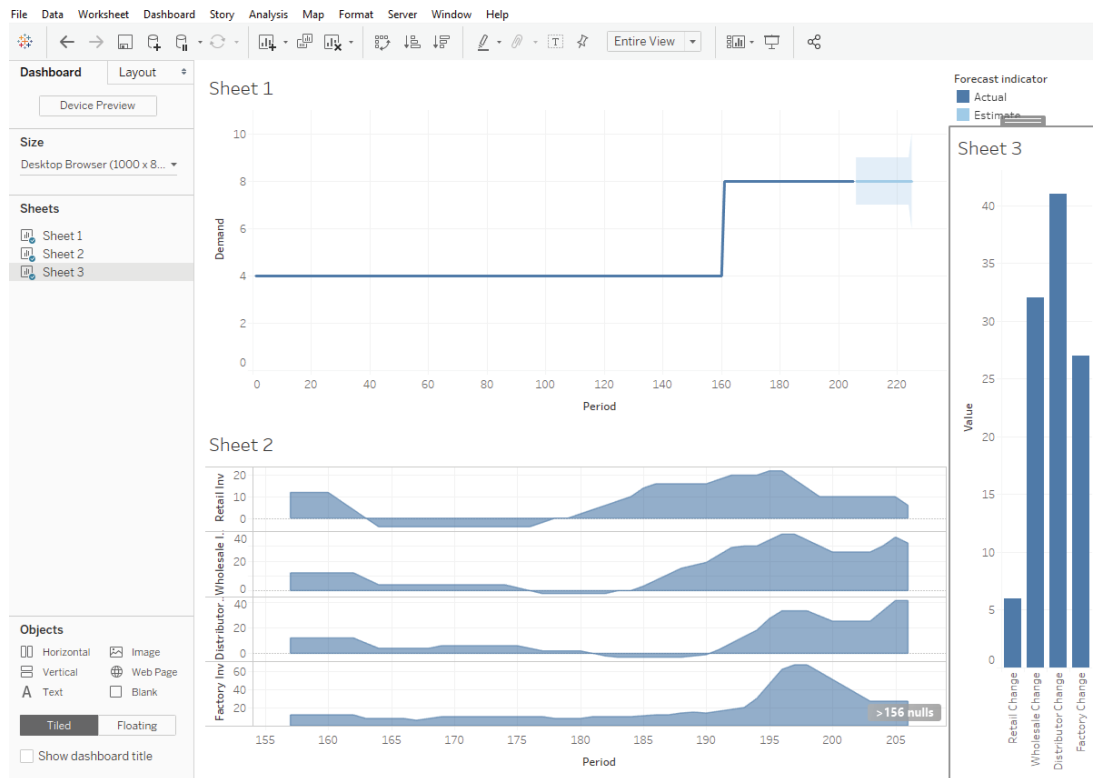 File Data Worksheet Dashboard Story Analysis Map Format Server Window Help
Entire View
Dashboard Layout
Device Preview
Size
Desktop Browser (1000 x 8...
Sheets
Sheet 1
Sheet 2
Sheet 3
Objects
Horizontal Image
Vertical Web Page
A Text Blank
Tiled Floating
Show dashboard title
Sheet 1
Demand
10
8
6
4
2
0
0 20 40 60 80 100 120 140 160 180 200 220
Period
Sheet 2
Retail Inv
20
10
0
Wholesale I..
40
20
0
Distributor..
40
20
0
Factory Inv
60
40
20
>156 nulls
155 160 165 170 175 180 185 190 195 200 205
Period
Forecast indicator
Actual
Estimate
Sheet 3
Value
40
35
30
25
20
15
10
5
0
Retail Change
Wholesale Change
Distributor Change
Factory Change